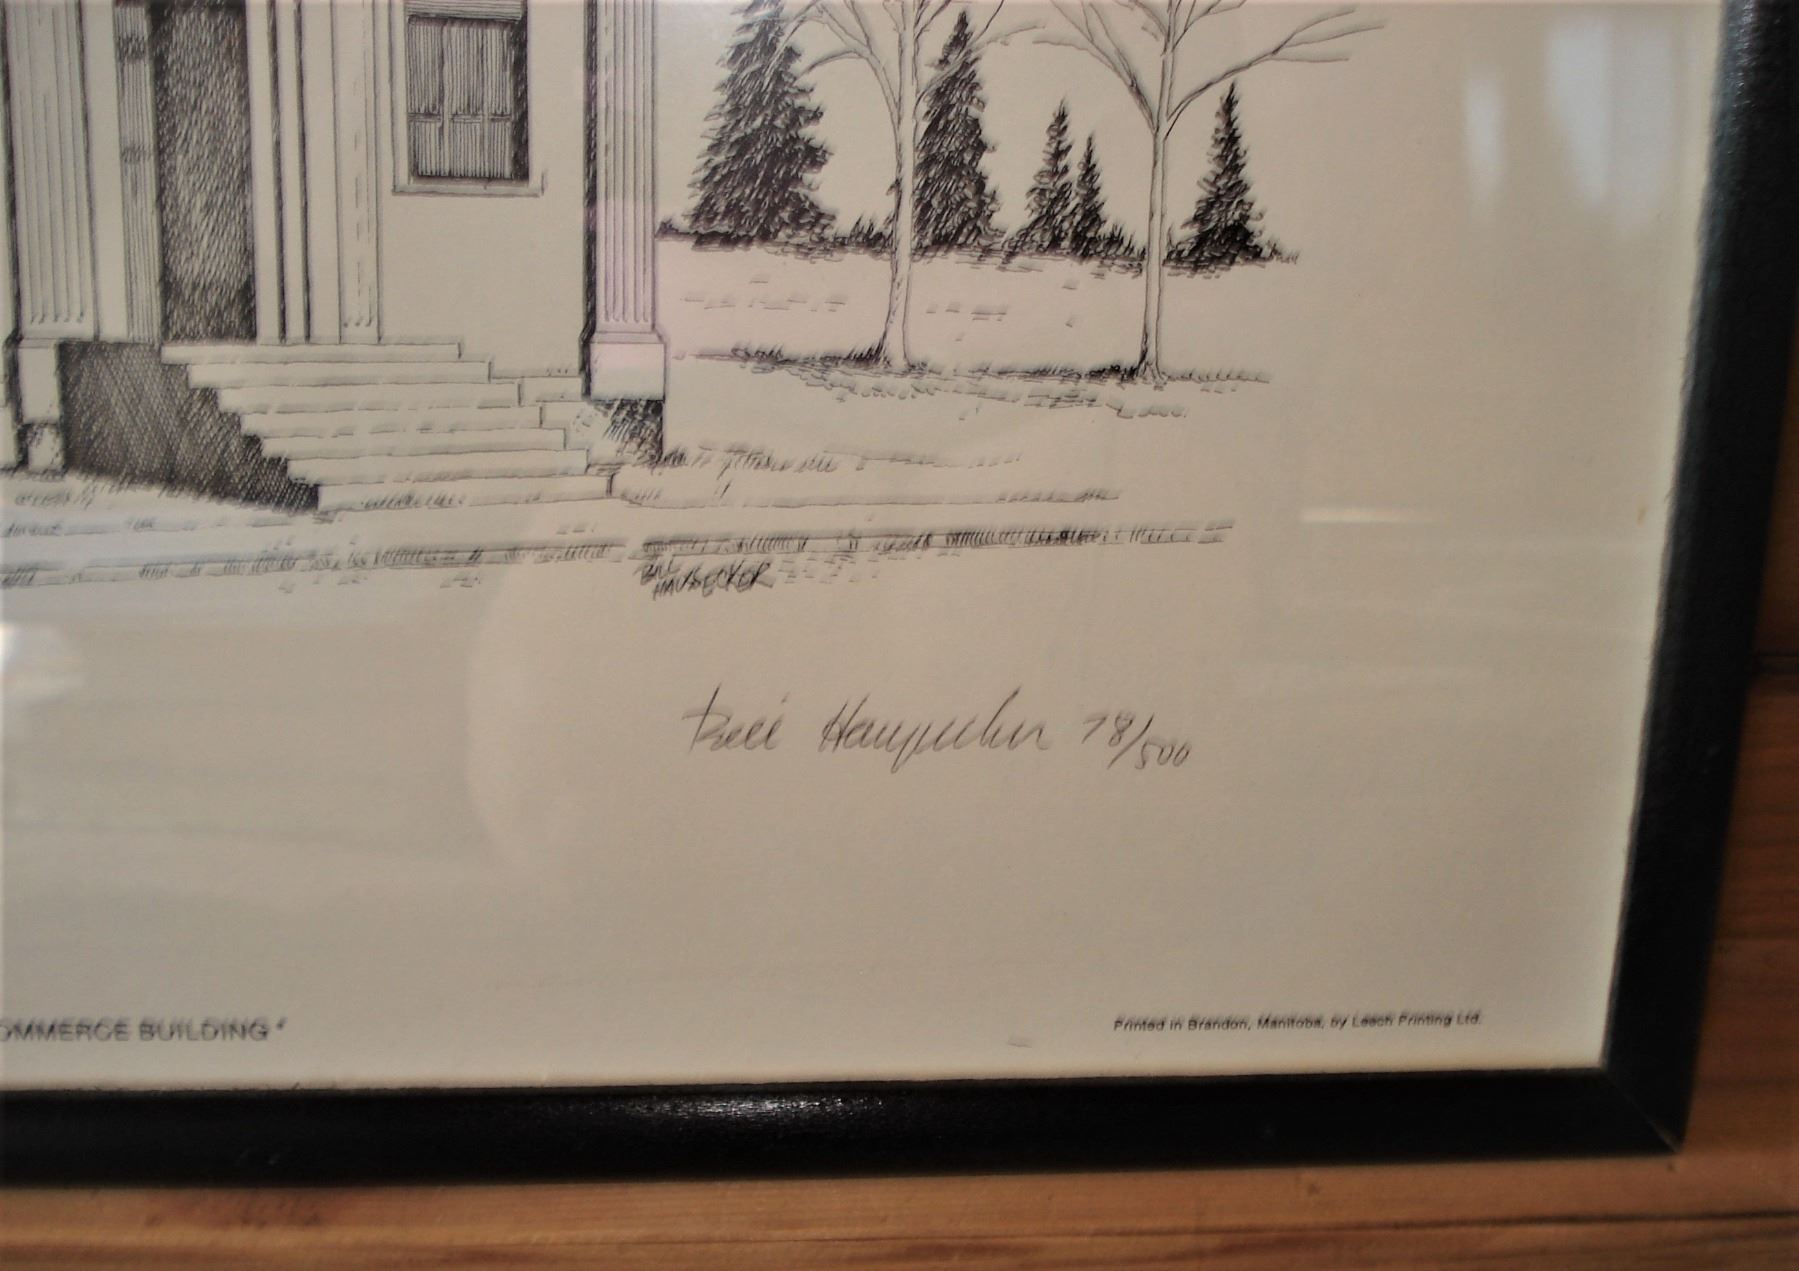 BILL
HAUSECKER
Bill Hausecker 78/500
OMMERCE BUILDING"
Printed in Brandon, Manitoba, by Leech Printing Ltd.